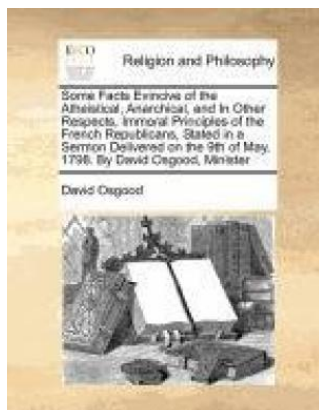 ECCO
Religion and Philosophy
Some Facts Evincive of the
Atheistical, Anarchical, and In Other
Respects, Immoral Principles of the
French Republicans, Stated in a
Sermon Delivered on the 9th of May,
1798. By David Osgood, Minister
David Osgood